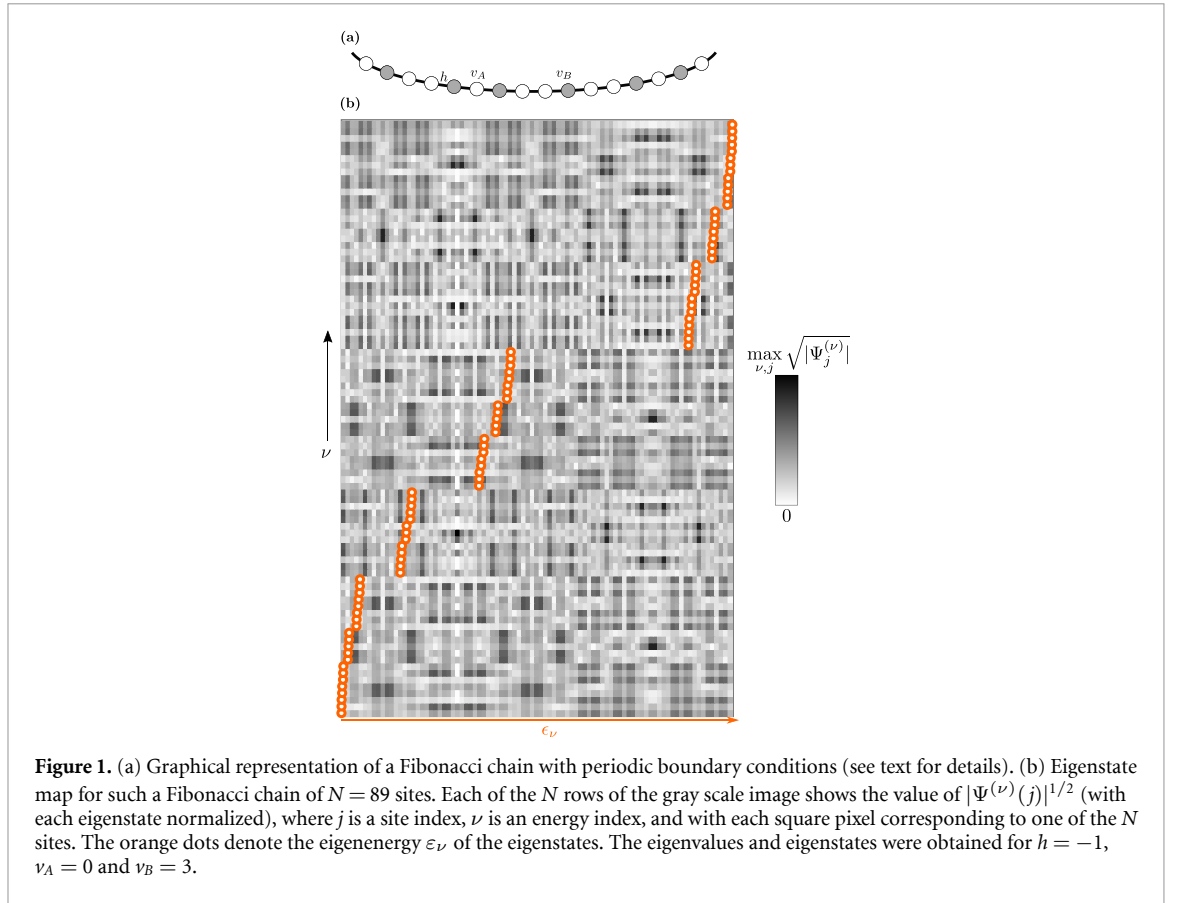 (a)
h
v_A
v_B
(b)
max ν,j √|Ψ_j^(ν)|
0
ν
ϵ_ν
Figure 1. (a) Graphical representation of a Fibonacci chain with periodic boundary conditions (see text for details). (b) Eigenstate
map for such a Fibonacci chain of N = 89 sites. Each of the N rows of the gray scale image shows the value of |Ψ^(ν)(j)|^1/2 (with
each eigenstate normalized), where j is a site index, ν is an energy index, and with each square pixel corresponding to one of the N
sites. The orange dots denote the eigenenergy ε_ν of the eigenstates. The eigenvalues and eigenstates were obtained for h = −1,
v_A = 0 and v_B = 3.